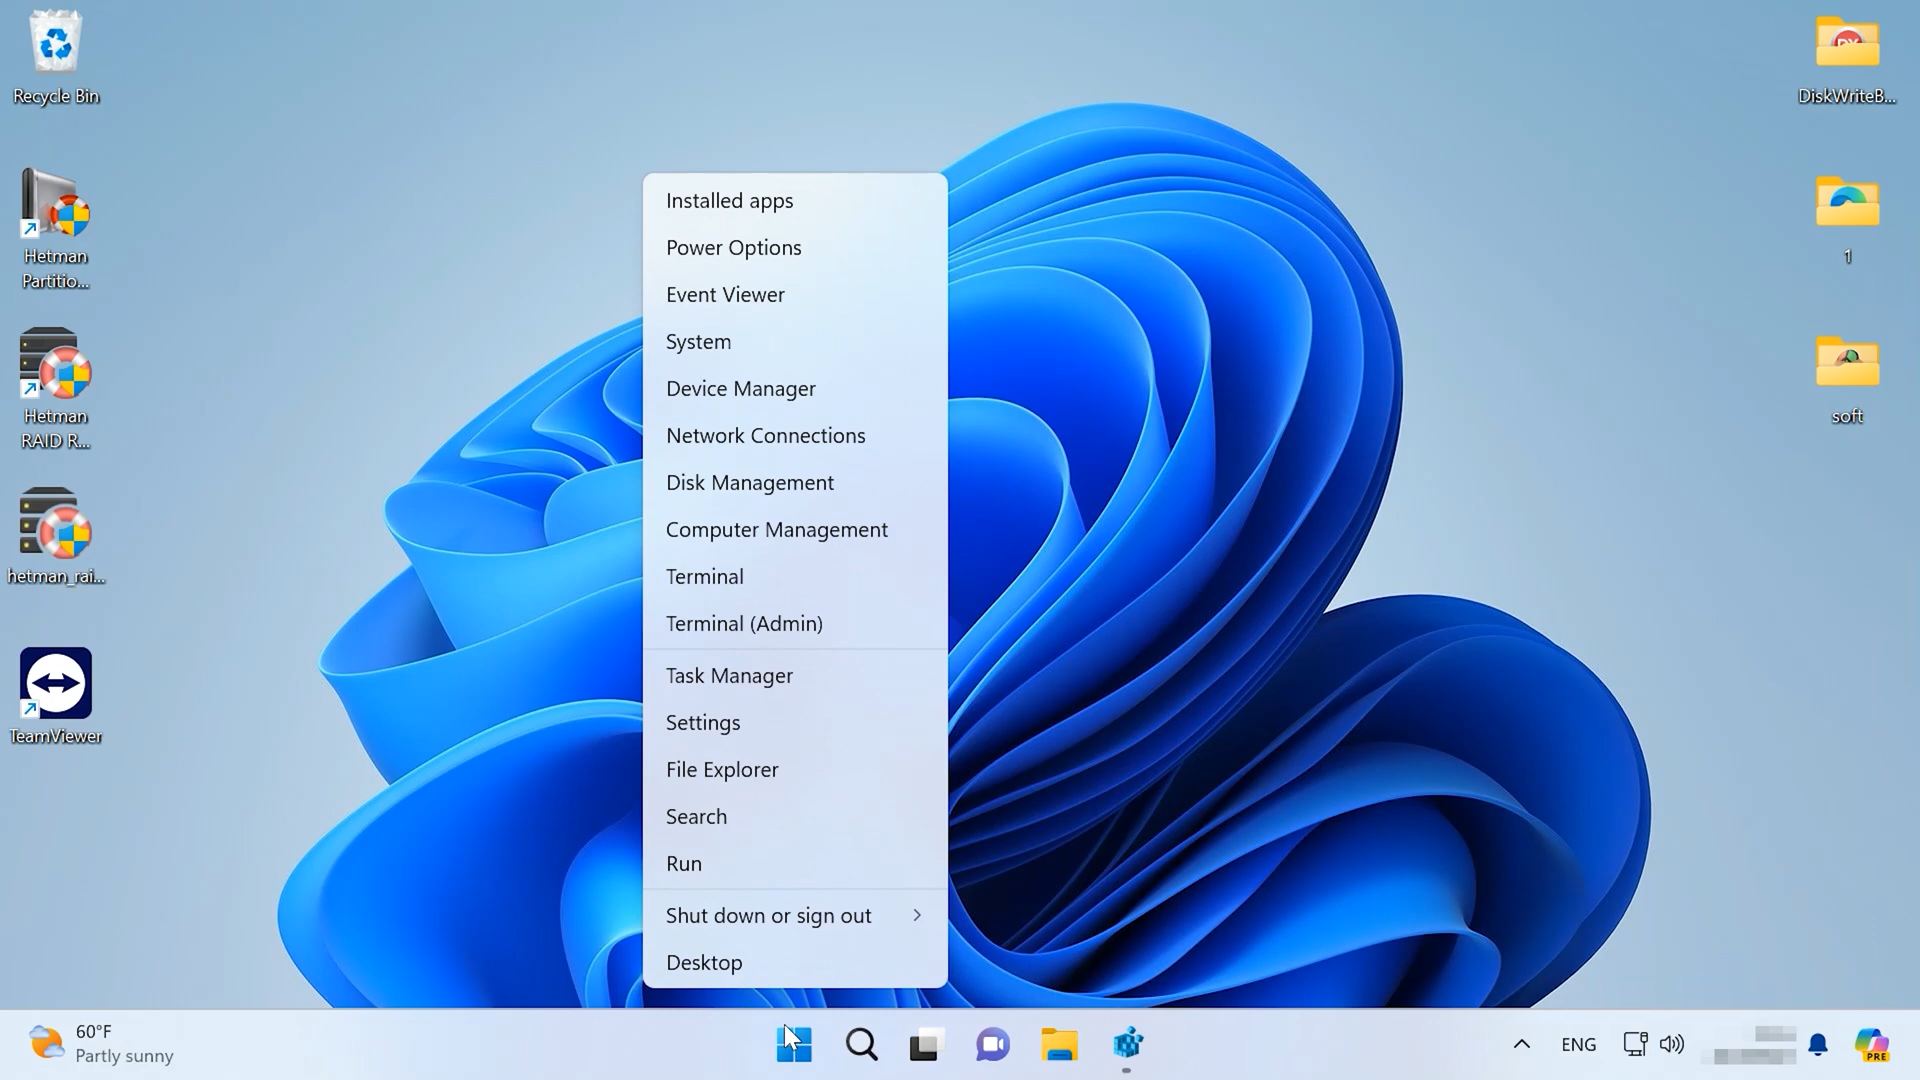 Recycle Bin
Hetman
Partitio...
Hetman
RAID R...
hetman_rai...
TeamViewer
Installed apps
Power Options
Event Viewer
System
Device Manager
Network Connections
Disk Management
Computer Management
Terminal
Terminal (Admin)
Task Manager
Settings
File Explorer
Search
Run
Shut down or sign out
Desktop
DiskWriteB...
1
soft
60°F
Partly sunny
ENG
PRE